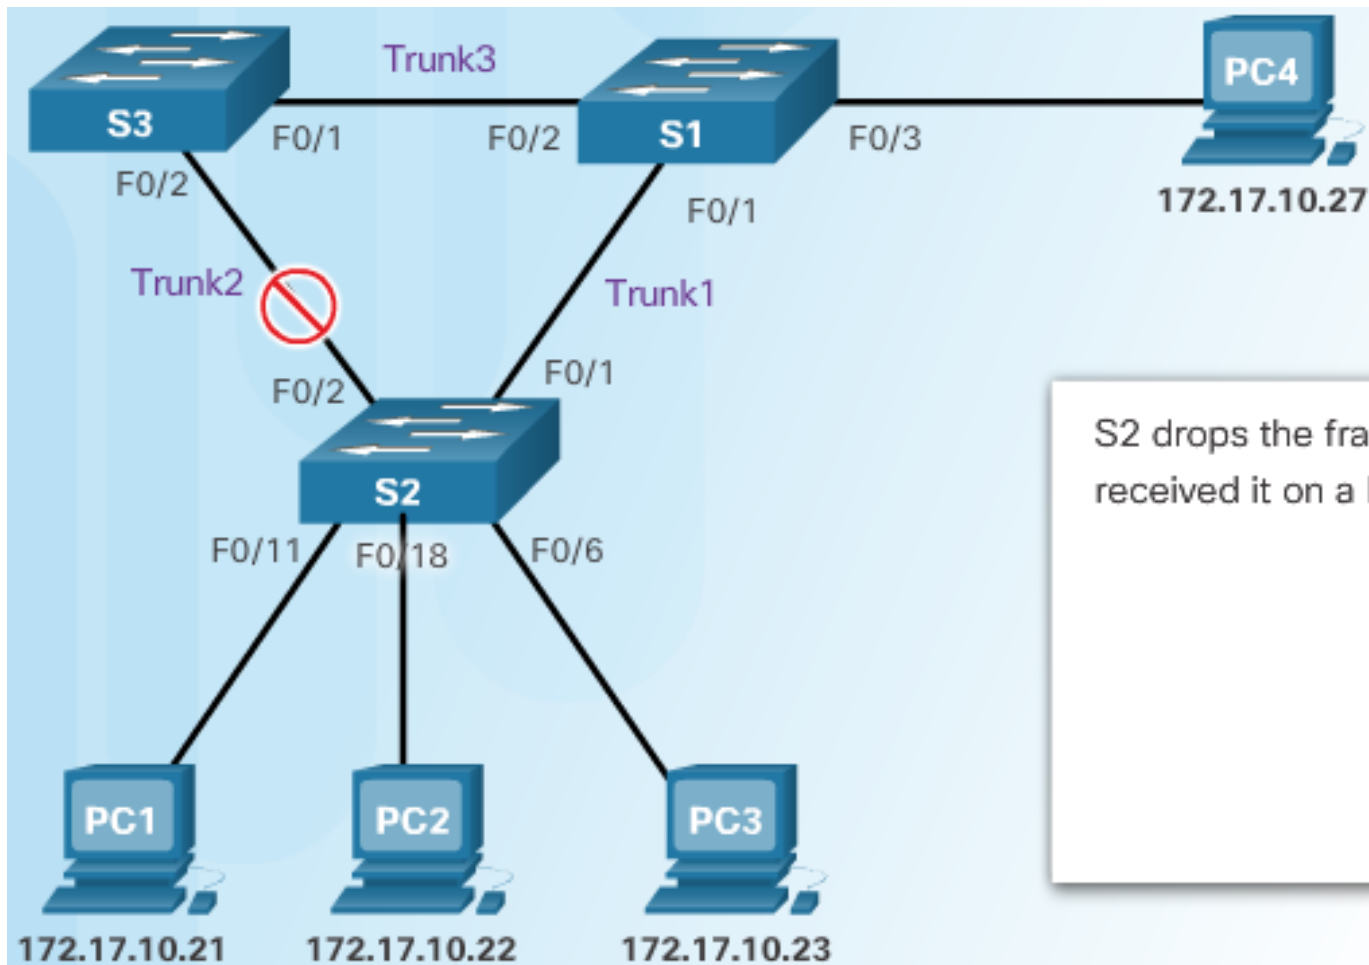 Trunk3
PC4
S3
S1
F0/1
F0/2
F0/3
F0/2
172.17.10.27
F0/1
Trunk2
Trunk1
F0/1
F0/2
S2 drops the fra
received it on a
S2
F0/11
F0/18
F0/6
PC1
PC2
PC3
172.17.10.21
172.17.10.22
172.17.10.23